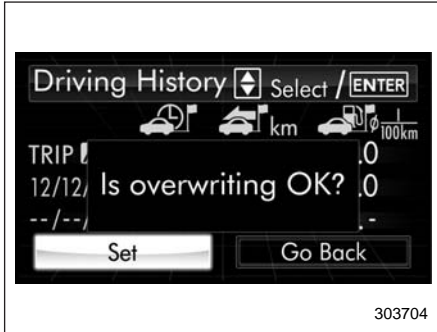 Driving History Select / ENTER
km ø l 100km
TRIP .0
12/12/ .0
Is overwriting OK?
--/--/ .-
Set Go Back
303704